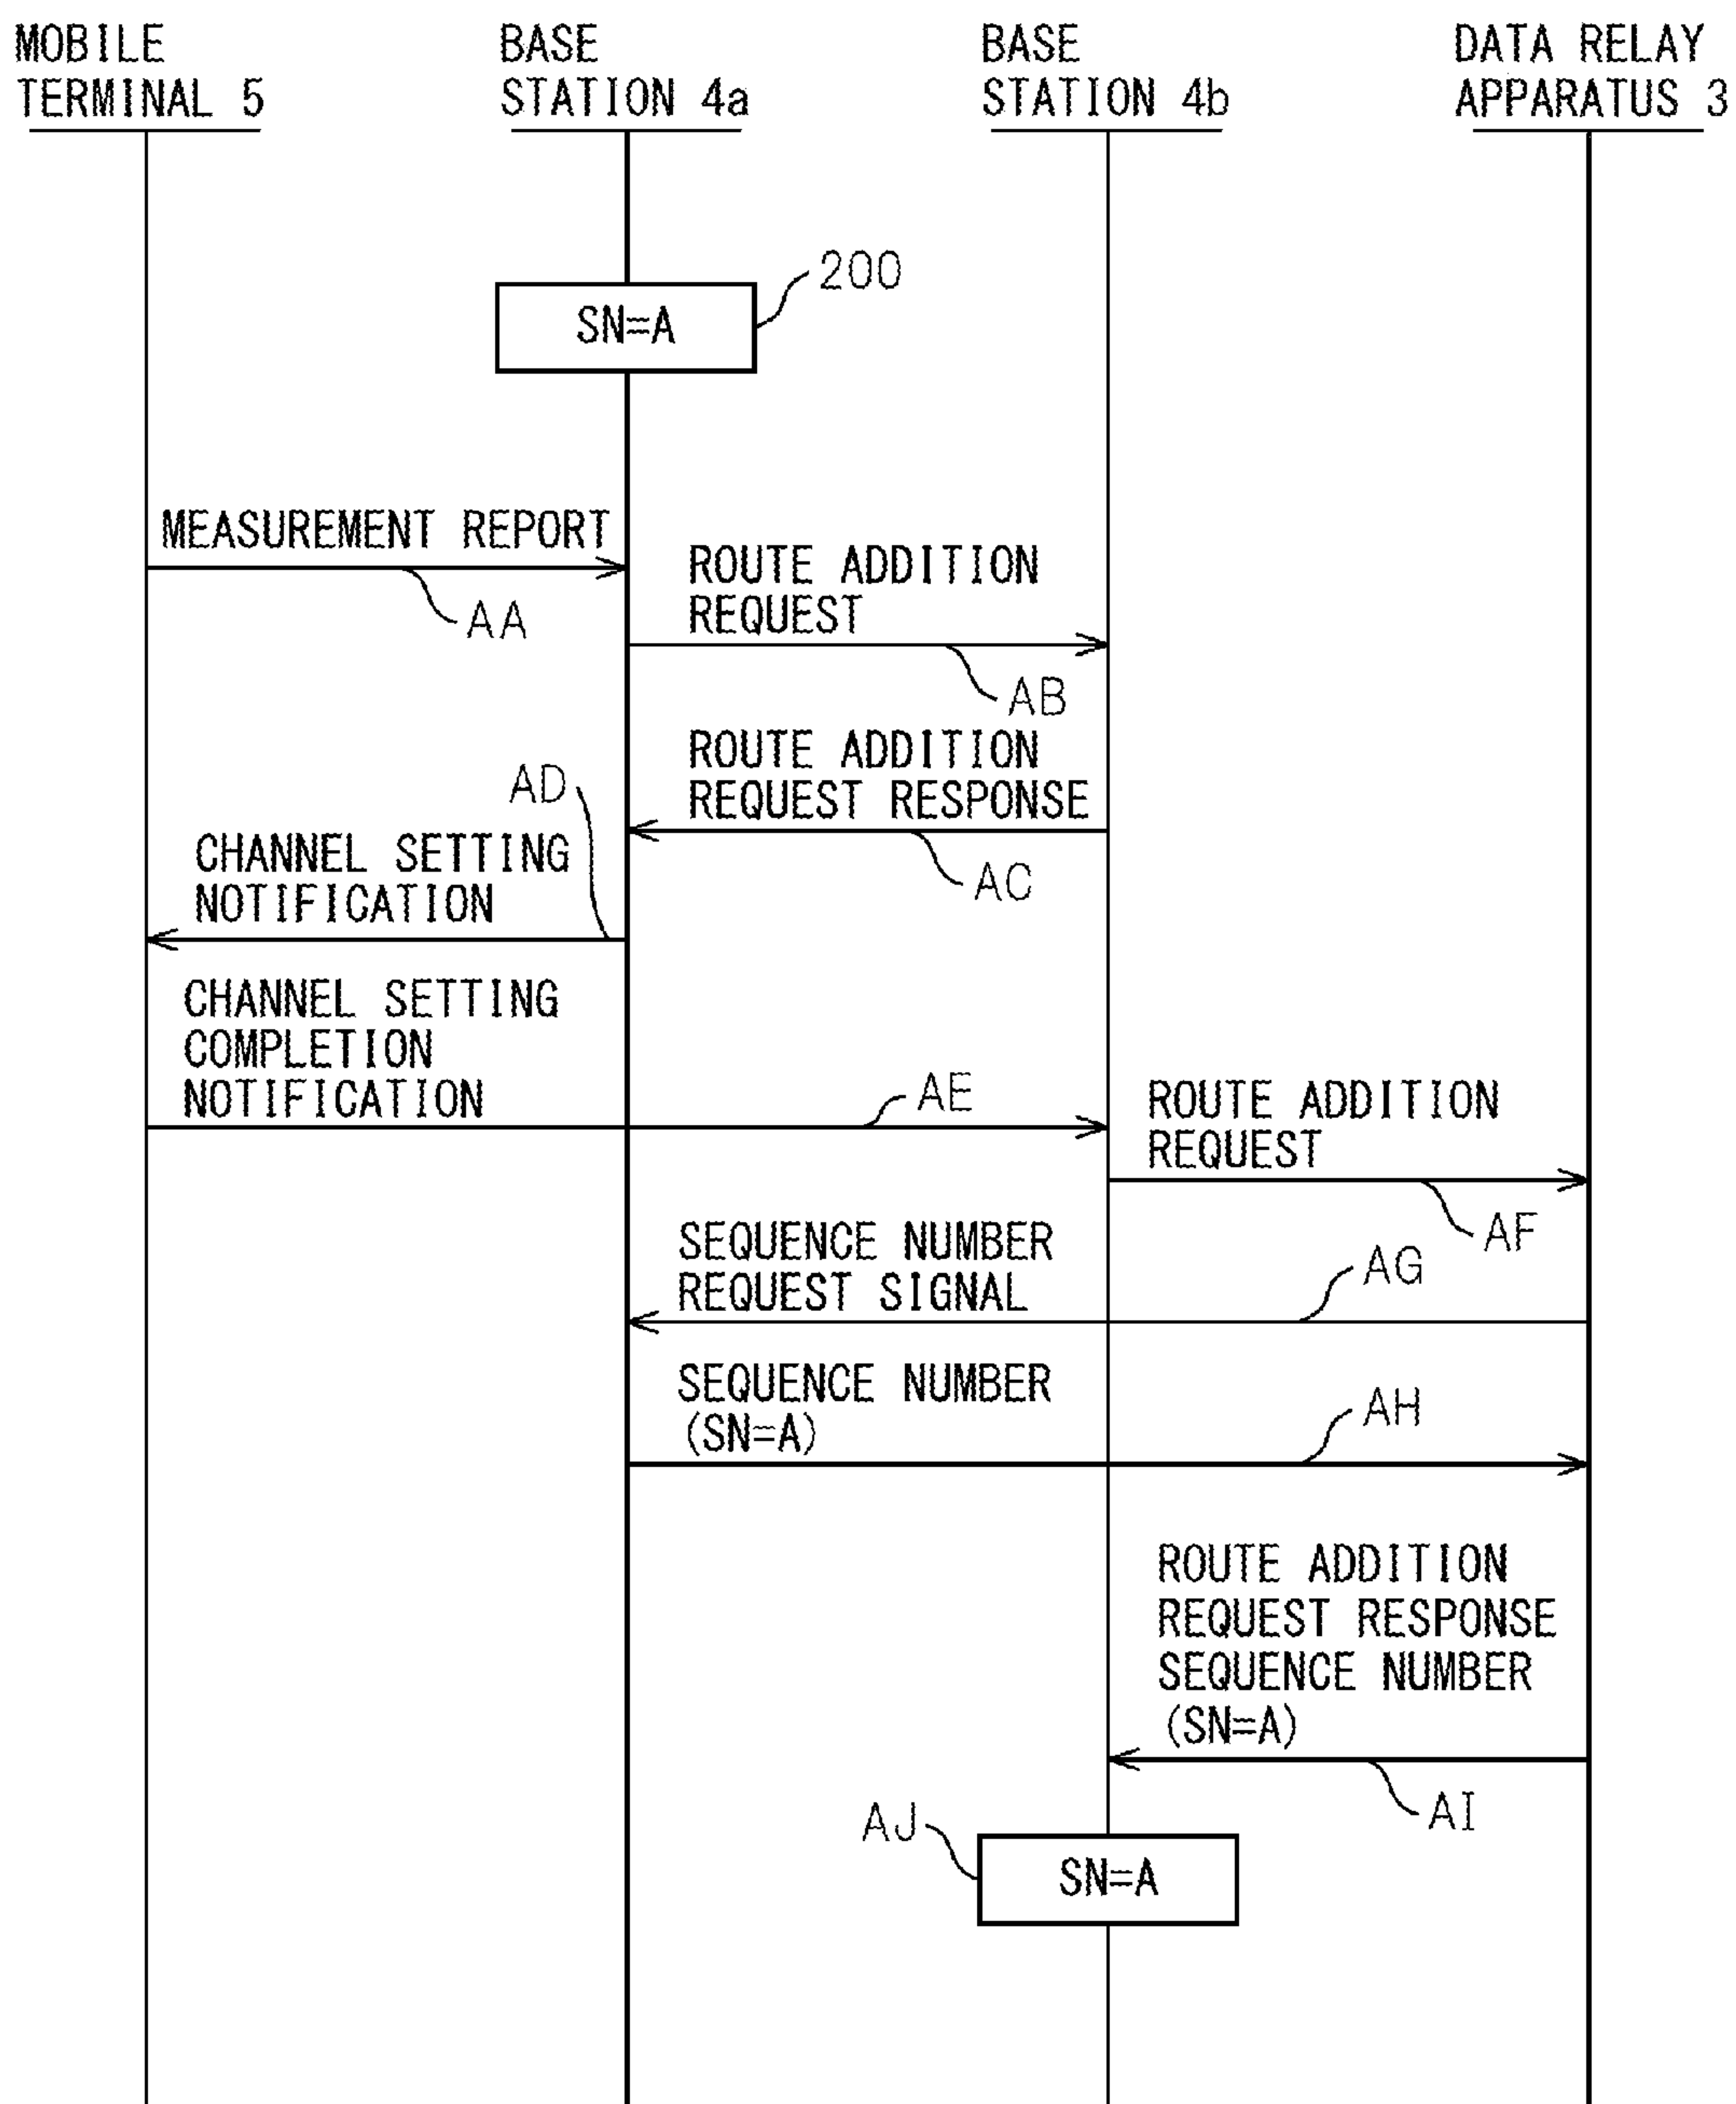 MOBILE
TERMINAL 5
BASE
STATION 4a
BASE
STATION 4b
DATA RELAY
APPARATUS 3
200
SN=A
MEASUREMENT REPORT
AA
ROUTE ADDITION
REQUEST
AB
ROUTE ADDITION
REQUEST RESPONSE
AC
AD
CHANNEL SETTING
NOTIFICATION
CHANNEL SETTING
COMPLETION
NOTIFICATION
AE
ROUTE ADDITION
REQUEST
AF
SEQUENCE NUMBER
REQUEST SIGNAL
AG
SEQUENCE NUMBER
(SN=A)
AH
ROUTE ADDITION
REQUEST RESPONSE
SEQUENCE NUMBER
(SN=A)
AI
AJ
SN=A